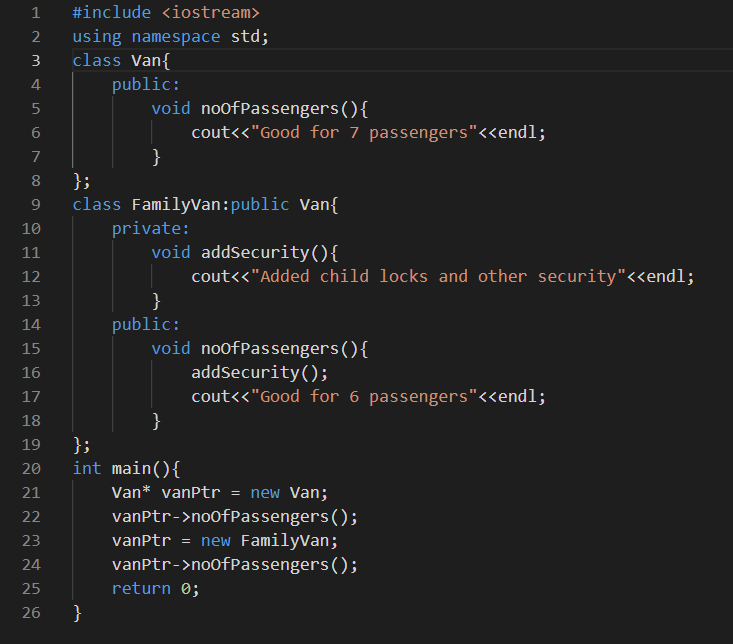 1 #include <iostream>
2 using namespace std;
3 class Van{
4     public:
5         void noOfPassengers(){
6             cout<<"Good for 7 passengers"<<endl;
7         }
8 };
9 class FamilyVan:public Van{
10     private:
11         void addSecurity(){
12             cout<<"Added child locks and other security"<<endl;
13         }
14     public:
15         void noOfPassengers(){
16             addSecurity();
17             cout<<"Good for 6 passengers"<<endl;
18         }
19 };
20 int main(){
21     Van* vanPtr = new Van;
22     vanPtr->noOfPassengers();
23     vanPtr = new FamilyVan;
24     vanPtr->noOfPassengers();
25     return 0;
26 }